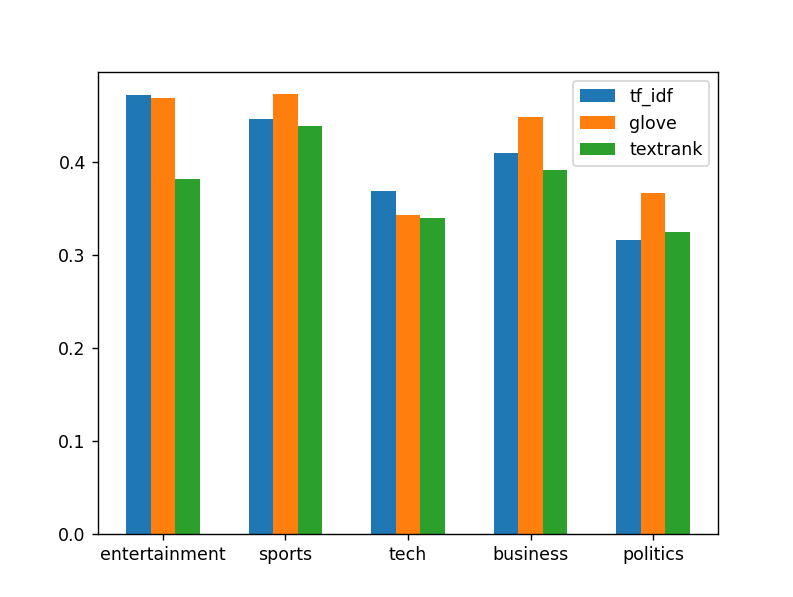 tf_idf
glove
textrank
0.4
0.3
0.2
0.1
0.0
entertainment sports tech business politics